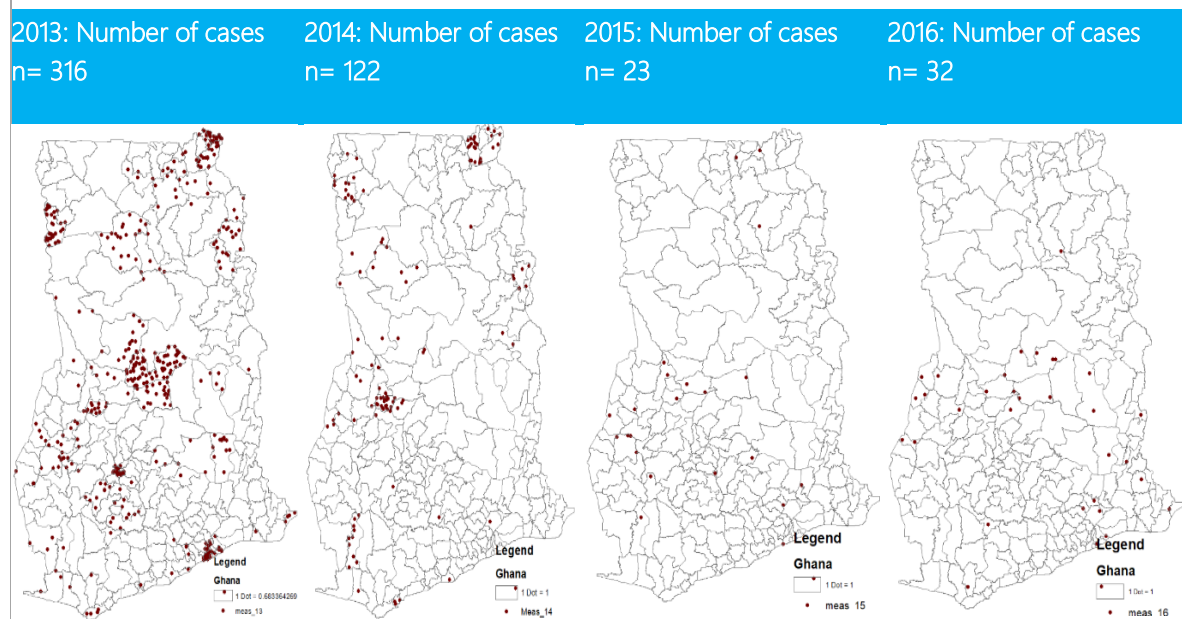 2013: Number of cases
n= 316
2014: Number of cases
n= 122
2015: Number of cases
n= 23
2016: Number of cases
n= 32
Legend
Ghana
1 Dot = 0.680364269
meas_13
Legend
Ghana
1 Dot = 1
Meas_14
Legend
Ghana
1 Dot = 1
meas_15
Legend
Ghana
1 Dot = 1
meas_16